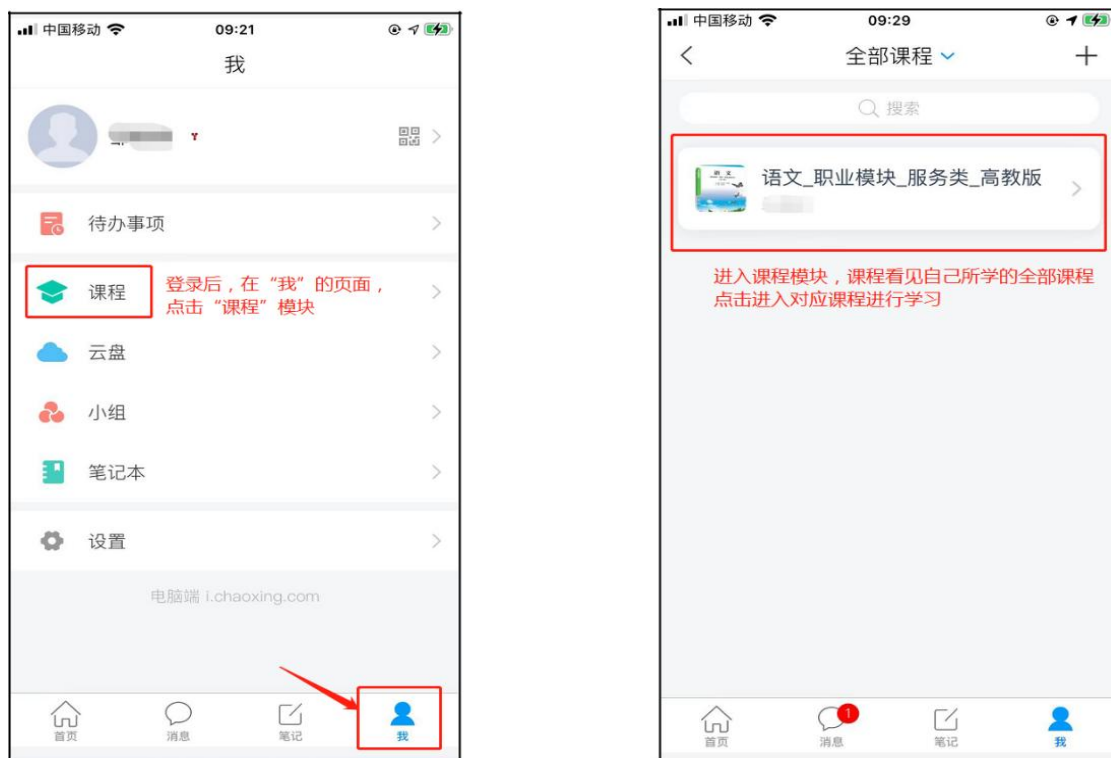 中国移动
09:21
我
待办事项
课程
登录后，在“我”的页面，
点击“课程”模块
云盘
小组
笔记本
设置
电脑端 i.chaoxing.com
首页
消息
笔记
我
中国移动
09:29
全部课程
搜索
语文_职业模块_服务类_高教版
进入课程模块，课程看见自己所学的全部课程
点击进入对应课程进行学习
首页
1
消息
笔记
我